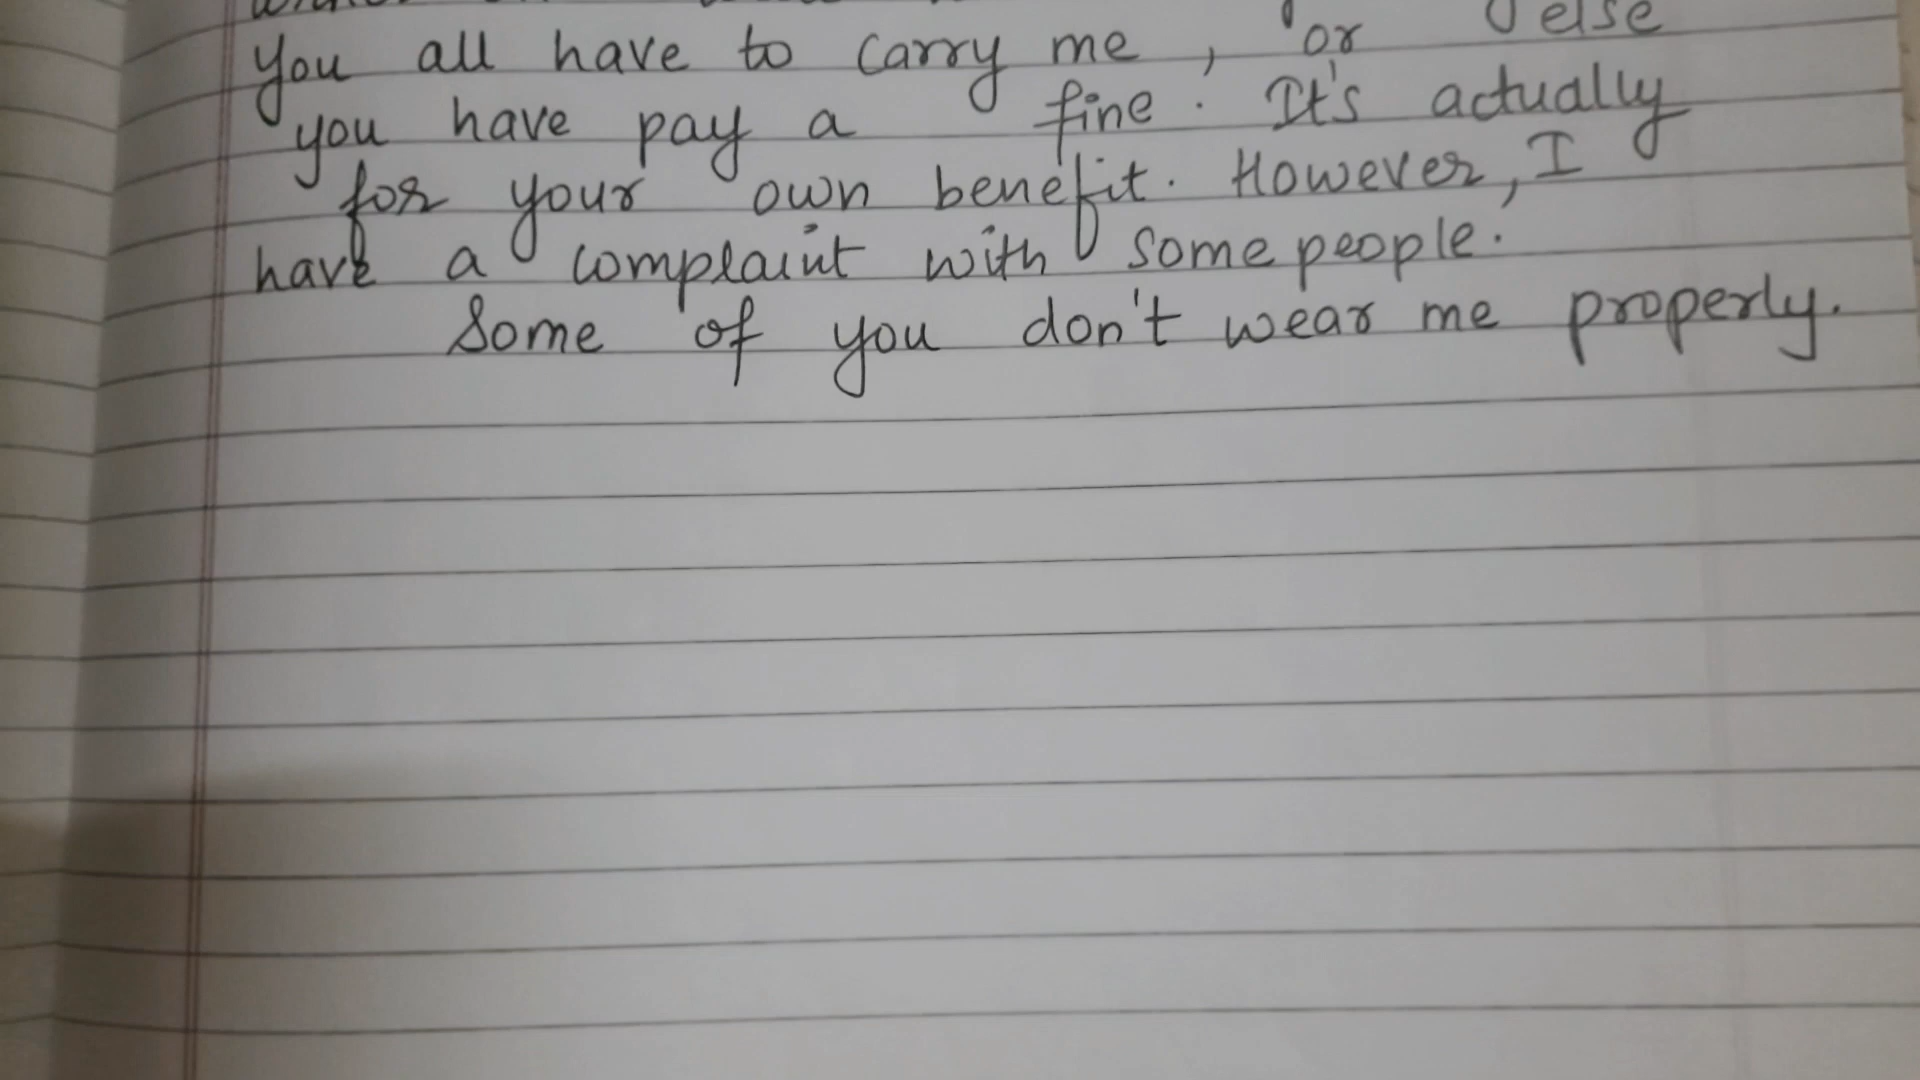 you all have to carry me, or else
you have pay a fine. It's actually
for your own benefit. However, I
have a complaint with some people.
Some of you don't wear me properly.